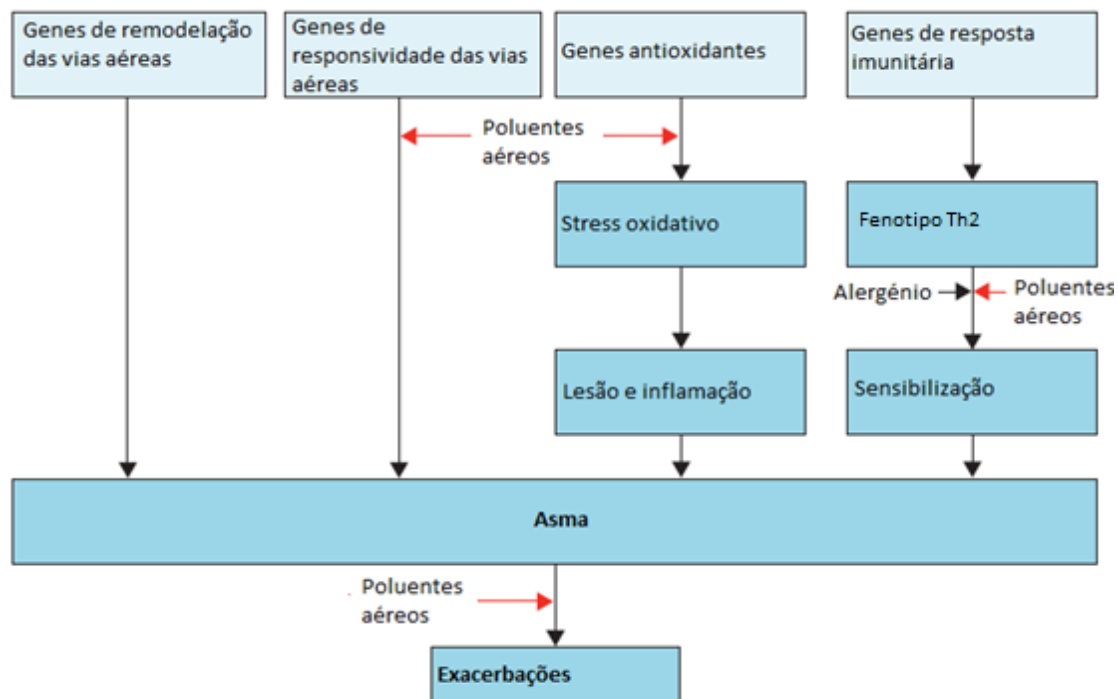 Genes de remodelação
das vias aéreas
Genes de
responsividade das vias
aéreas
Genes antioxidantes
Genes de resposta
imunitária
Poluentes
aéreos
Stress oxidativo
Fenotipo Th2
Alergénio
Poluentes
aéreos
Lesão e inflamação
Sensibilização
Asma
Poluentes
aéreos
Exacerbações